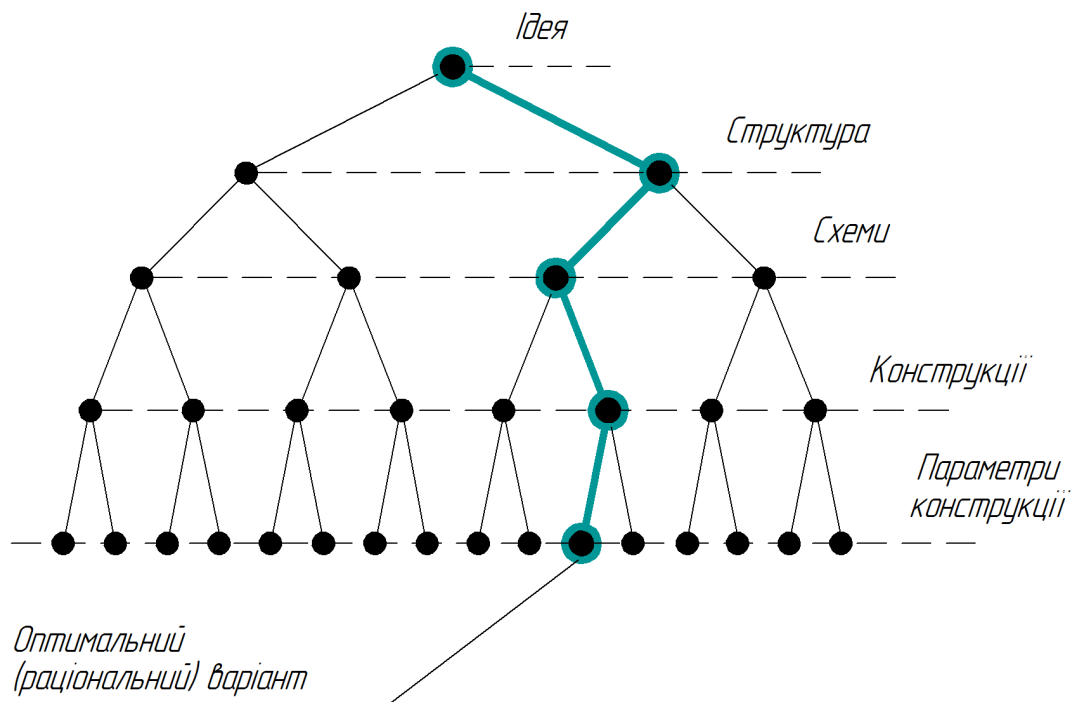 Ідея
Структура
Схеми
Конструкції
Параметри
конструкції
Оптимальний
(раціональний) варіант